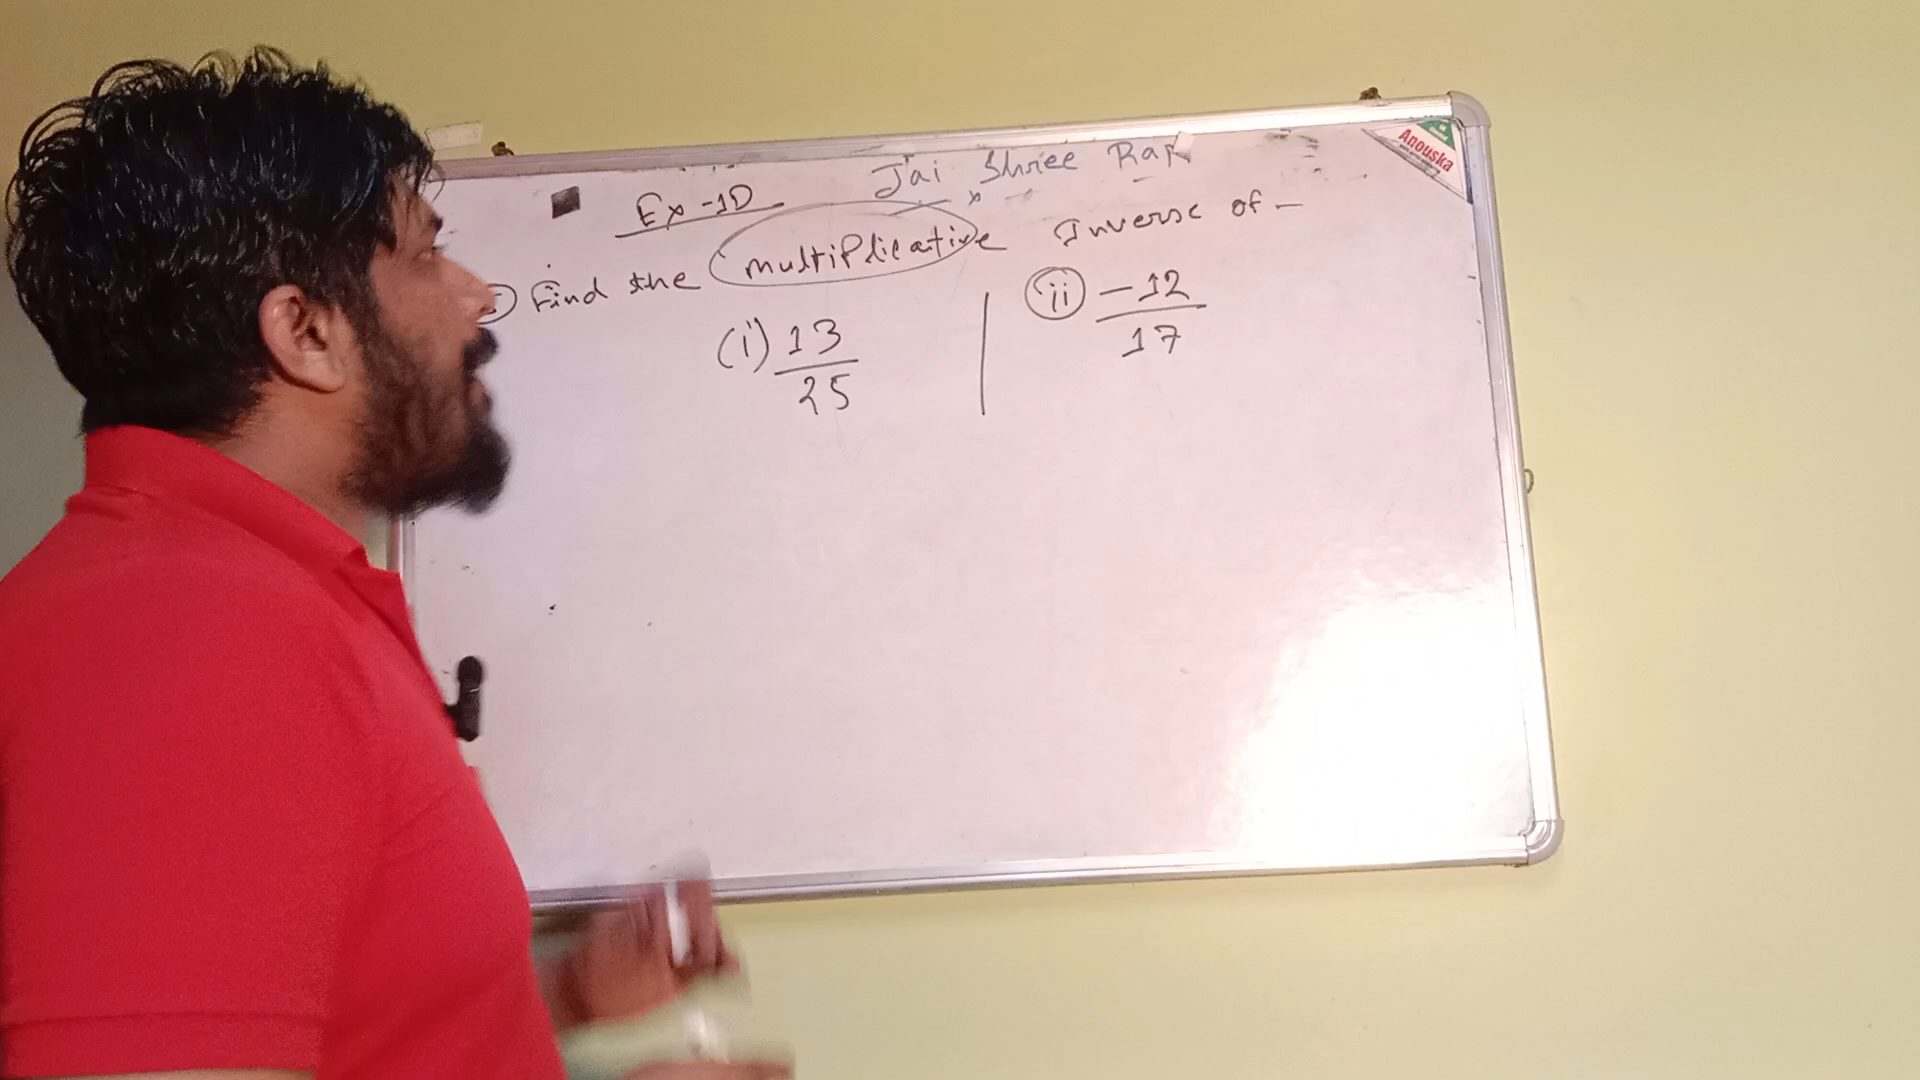 Jai Shree Ram
Ex-1D
Find the multiplicative Inverse of -
(i) 13/25
(ii) -12/17
Anouska